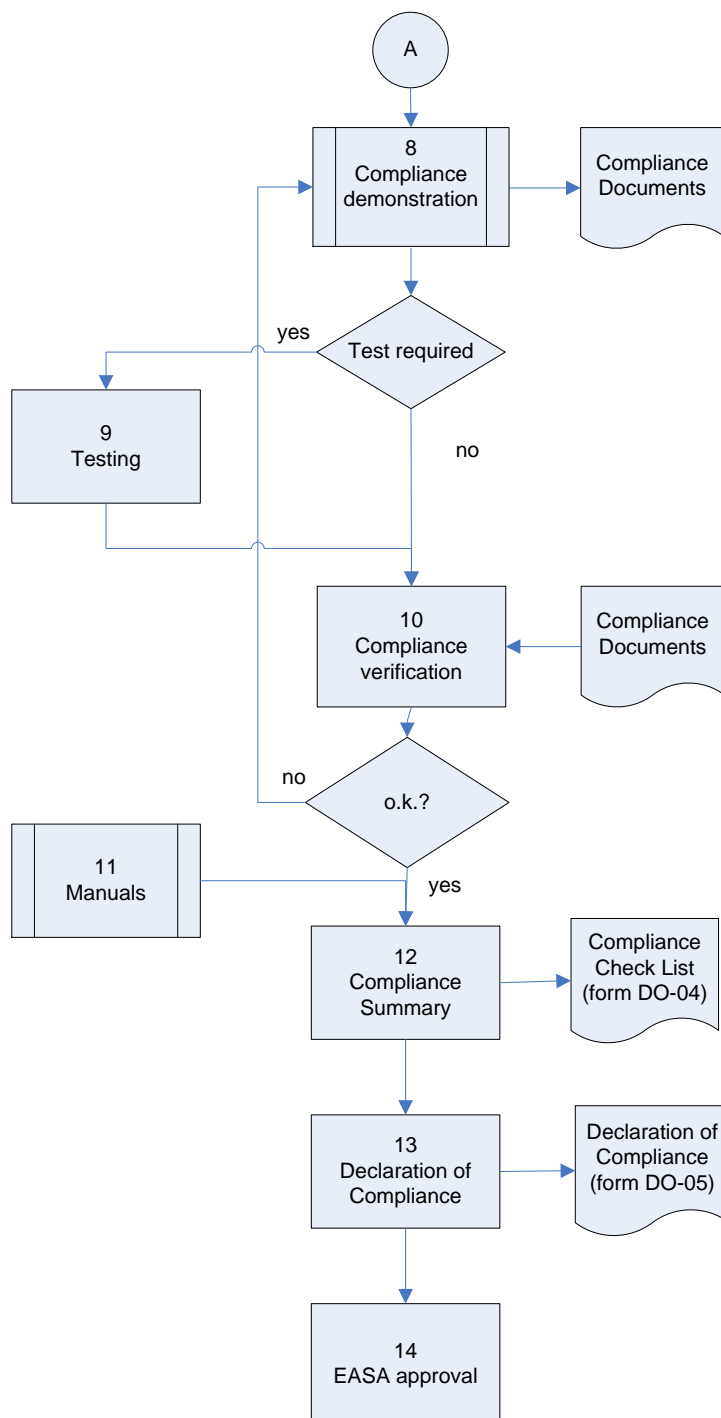 A
8
Compliance
demonstration
Compliance
Documents
yes
Test required
9
Testing
no
10
Compliance
verification
Compliance
Documents
no
o.k.?
11
Manuals
yes
12
Compliance
Summary
Compliance
Check List
(form DO-04)
13
Declaration of
Compliance
Declaration of
Compliance
(form DO-05)
14
EASA approval